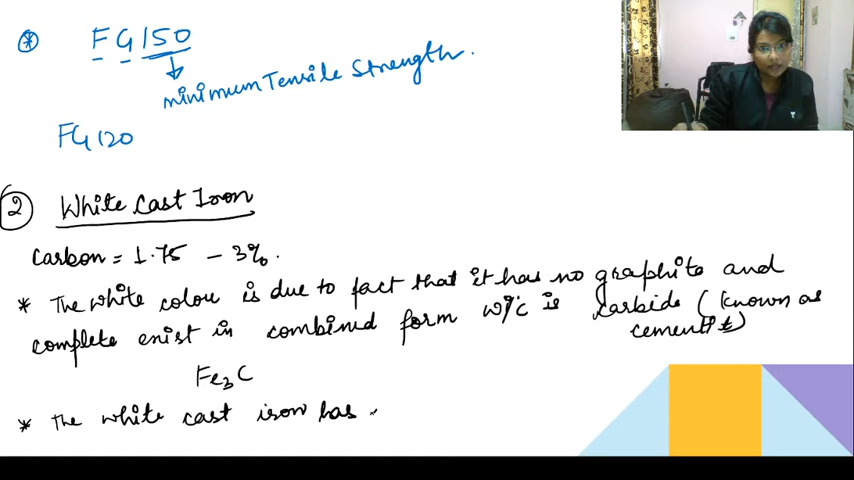 * FG150
minimum Tensile Strength.
FG120
② White Cast Iron
Carbon = 1.75 - 3%.
* The white colou is due to fact that it has no graphite and
complete exist in combined form w/c is carbide (known as
cementite)
Fe3C
* The white cast iron has